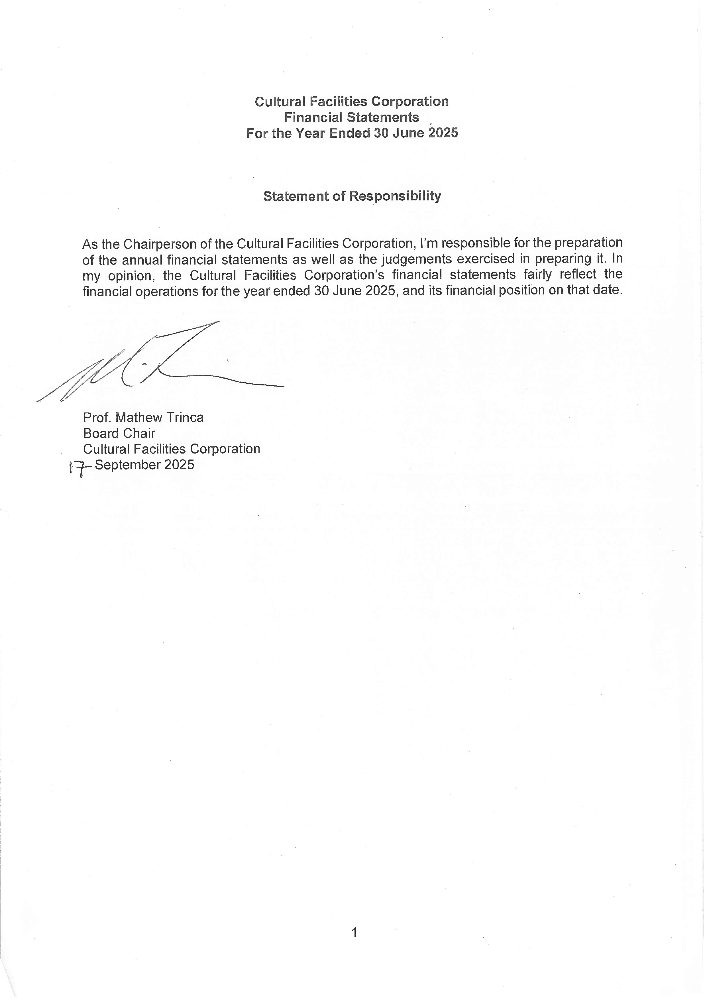 Cultural Facilities Corporation
Financial Statements
For the Year Ended 30 June 2025
Statement of Responsibility
As the Chairperson of the Cultural Facilities Corporation, I'm responsible for the preparation
of the annual financial statements as well as the judgements exercised in preparing it. In
my opinion, the Cultural Facilities Corporation's financial statements fairly reflect the
financial operations for the year ended 30 June 2025, and its financial position on that date.
Prof. Mathew Trinca
Board Chair
Cultural Facilities Corporation
17 September 2025
1